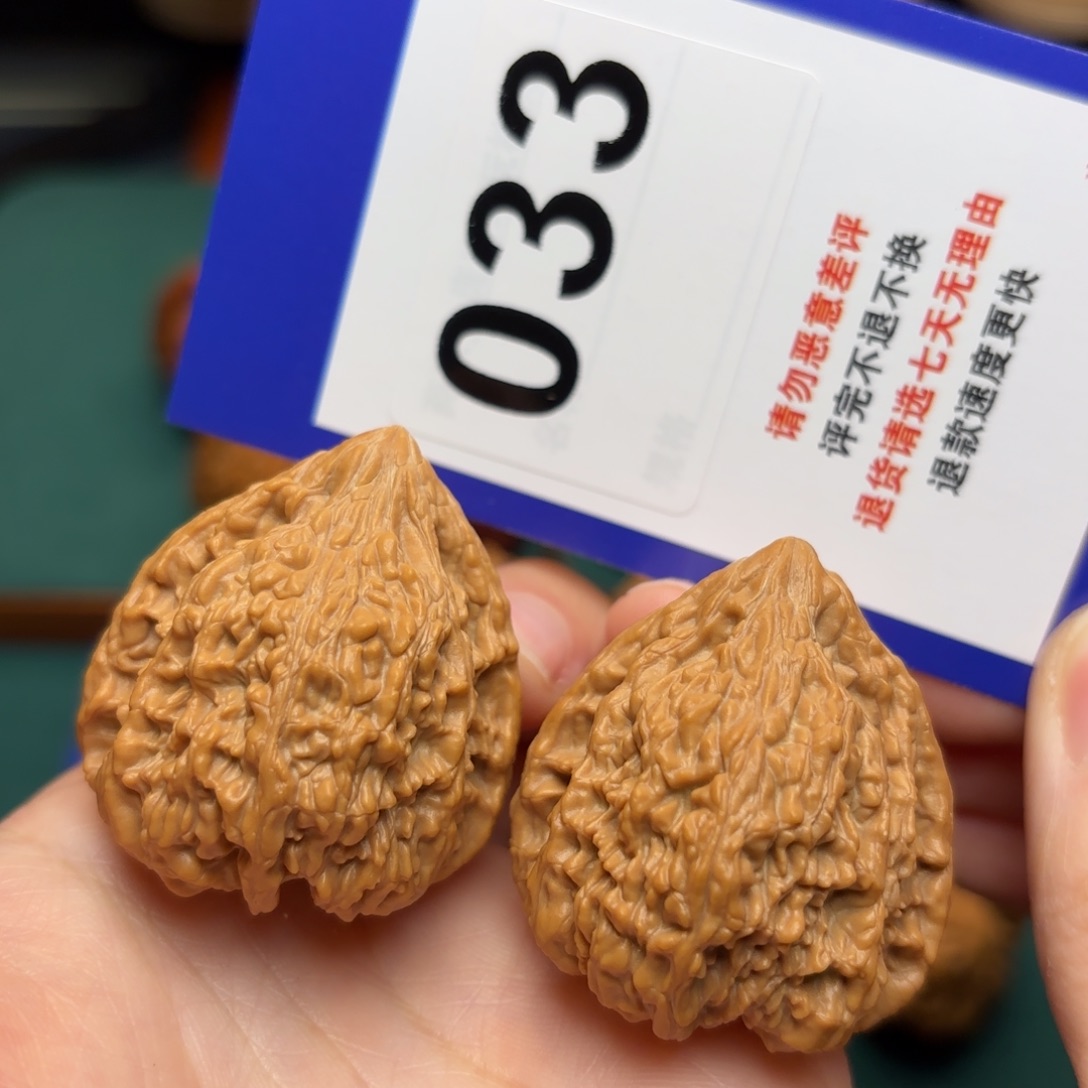 033
请勿恶意差评
评完不退不换
退货请选七天无理由
退款速度更快